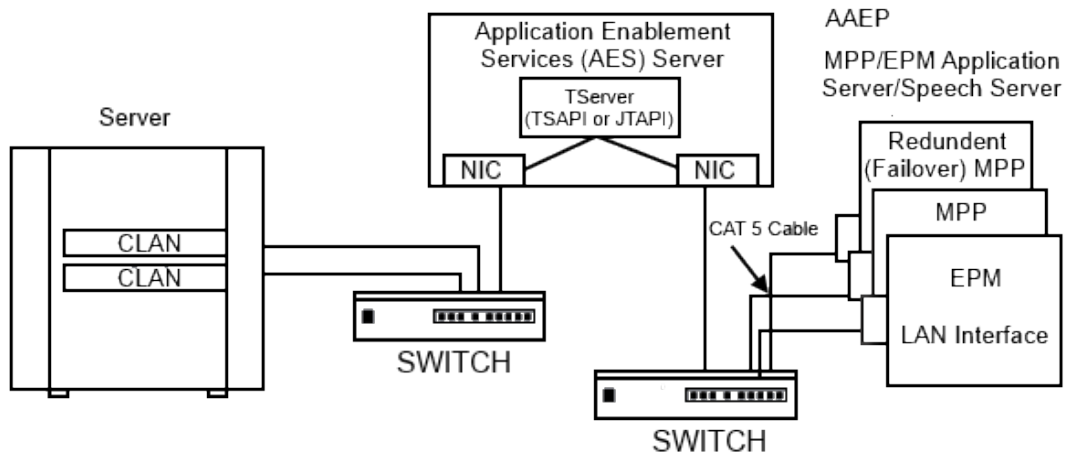 AAEP
MPP/EPM Application
Server/Speech Server
Application Enablement
Services (AES) Server
TServer
(TSAPI or JTAPI)
NIC
NIC
Server
CLAN
CLAN
SWITCH
CAT 5 Cable
Redundent
(Failover) MPP
MPP
EPM
LAN Interface
SWITCH